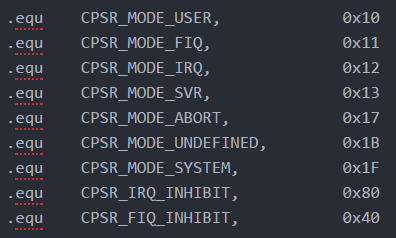 .equ CPSR_MODE_USER, 0x10
.equ CPSR_MODE_FIQ, 0x11
.equ CPSR_MODE_IRQ, 0x12
.equ CPSR_MODE_SVR, 0x13
.equ CPSR_MODE_ABORT, 0x17
.equ CPSR_MODE_UNDEFINED, 0x1B
.equ CPSR_MODE_SYSTEM, 0x1F
.equ CPSR_IRQ_INHIBIT, 0x80
.equ CPSR_FIQ_INHIBIT, 0x40